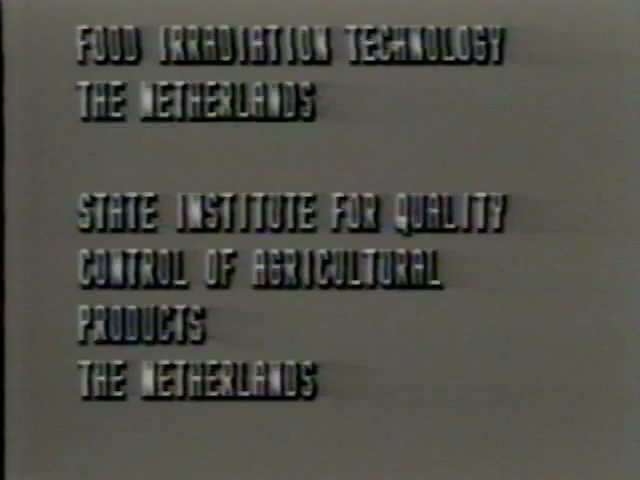 FOOD IRRADIATION TECHNOLOGY
THE NETHERLANDS
STATE INSTITUTE FOR QUALITY
CONTROL OF AGRICULTURAL
PRODUCTS
THE NETHERLANDS